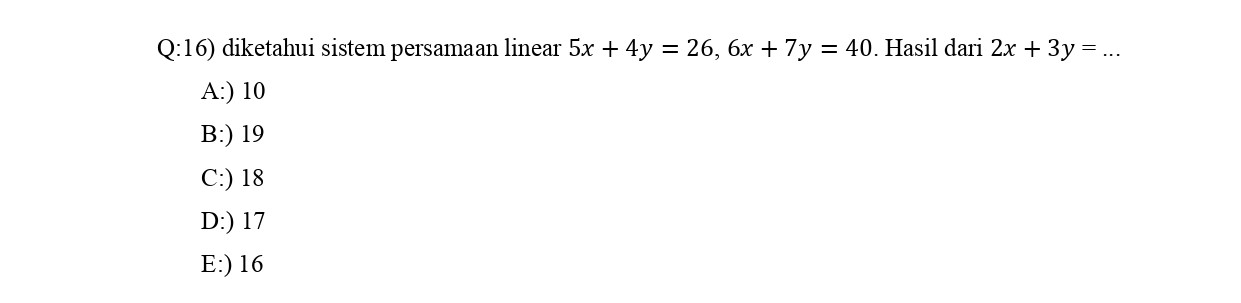 Q:16) diketahui sistem persamaan linear 5𝑥 + 4𝑦 = 26, 6𝑥 + 7𝑦 = 40. Hasil dari 2𝑥 + 3𝑦 = ...
A:) 10
B:) 19
C:) 18
D:) 17
E:) 16